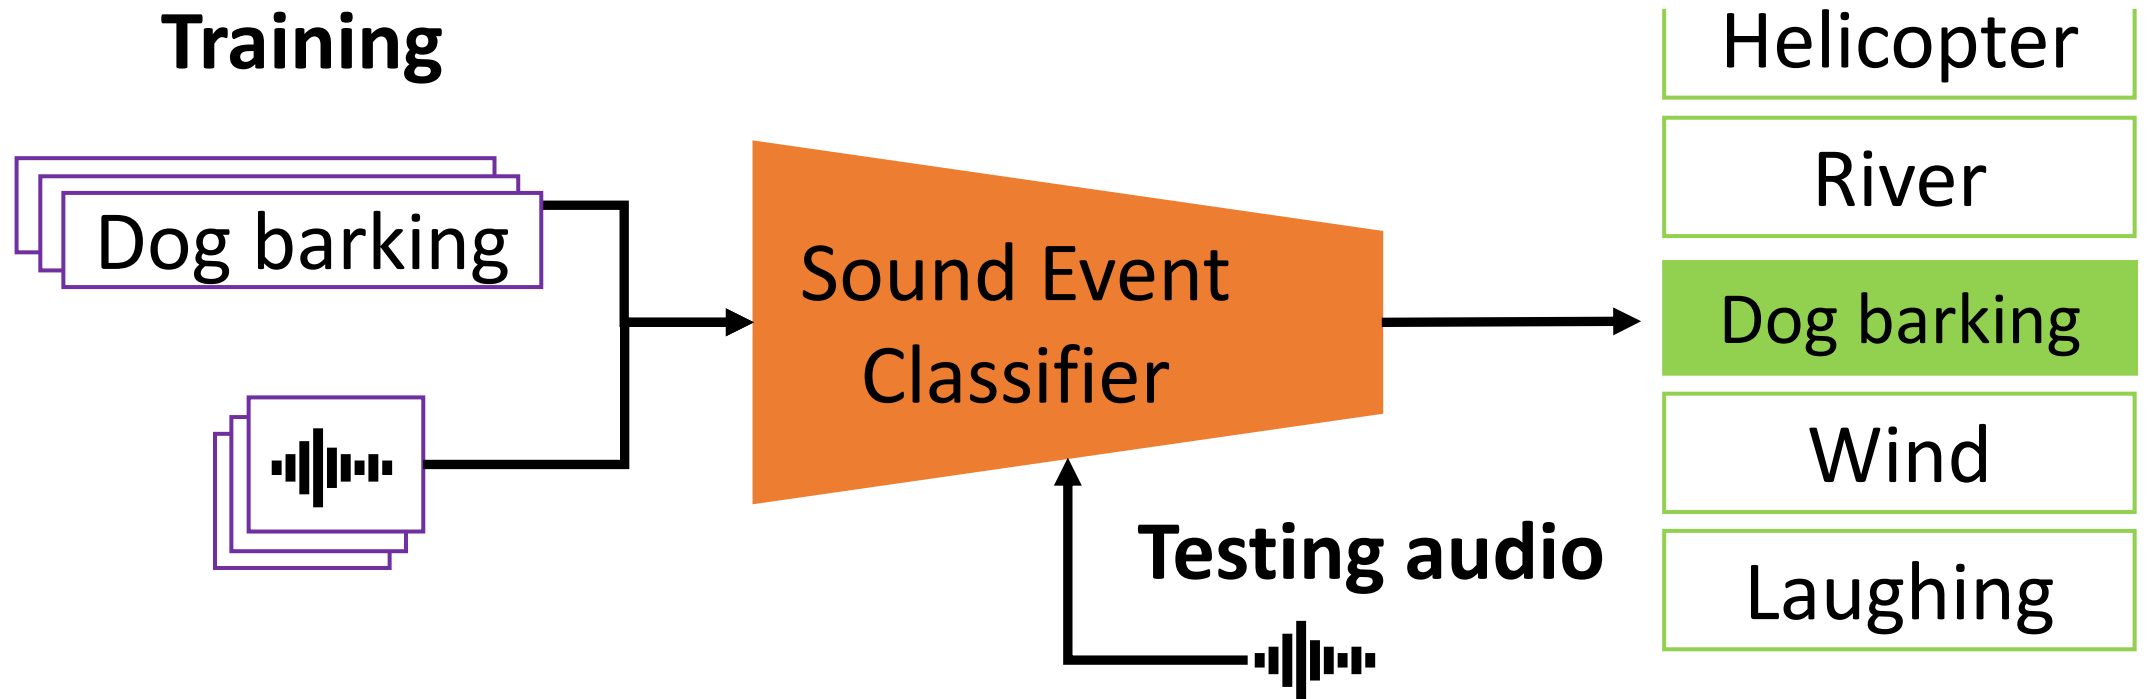 Training
Dog barking
Sound Event
Classifier
Testing audio
Helicopter
River
Dog barking
Wind
Laughing